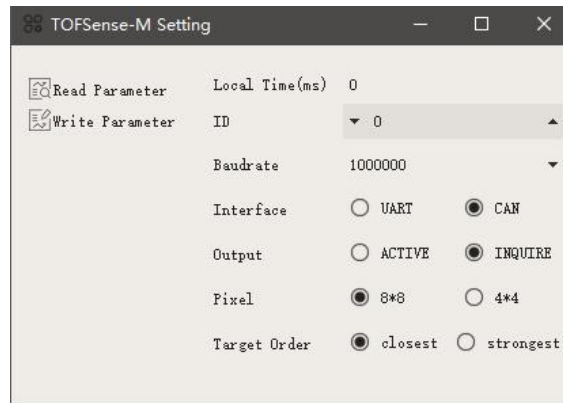 TOFSense-M Setting
Read Parameter
Write Parameter
Local Time(ms) 0
ID 0
Baudrate 1000000
Interface UART CAN
Output ACTIVE INQUIRE
Pixel 8*8 4*4
Target Order closest strongest